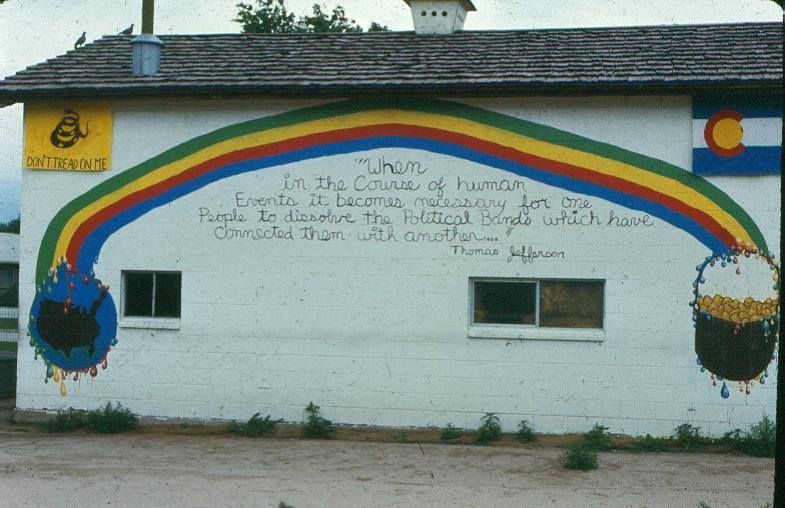 DON'T TREAD ON ME
"When
in the Course of human
Events it becomes necessary for one
People to dissolve the Political Bands which have
connected them with another...."
Thomas Jefferson